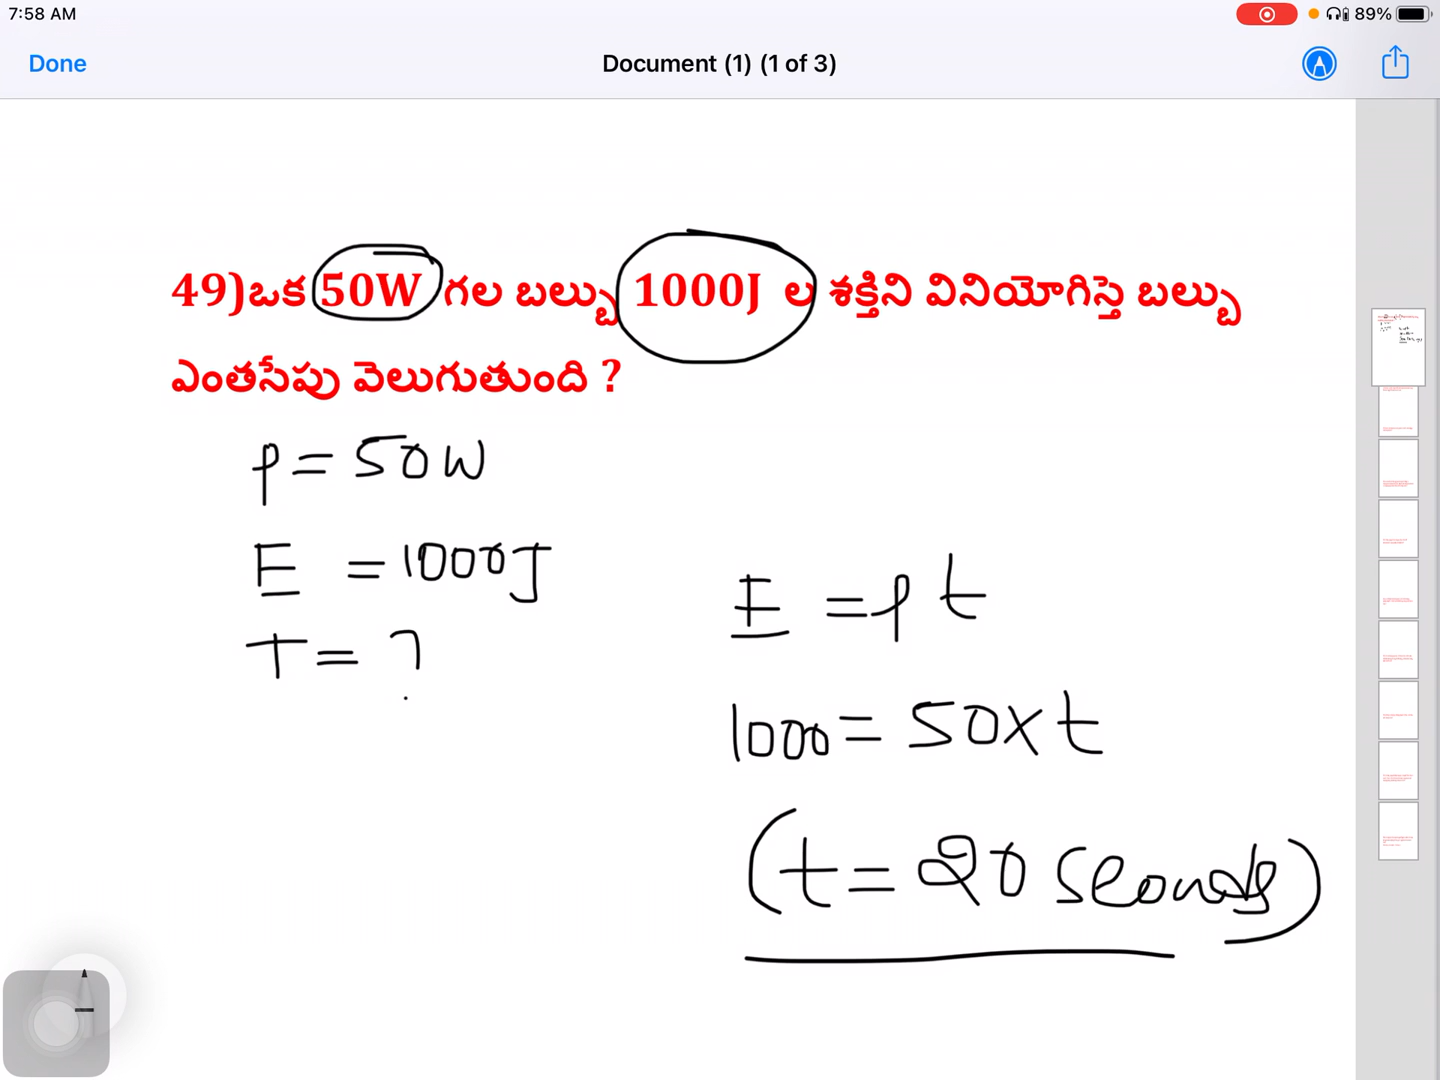 7:58 AM
89%
Done
Document (1) (1 of 3)
49)ఒక 50W గల బల్బు 1000J ల శక్తిని వినియోగిస్తె బల్బు
ఎంతసేపు వెలుగుతుంది ?
P = 50W
E = 1000J
T = ?
E = Pt
1000 = 50 x t
(t = 20 seconds)